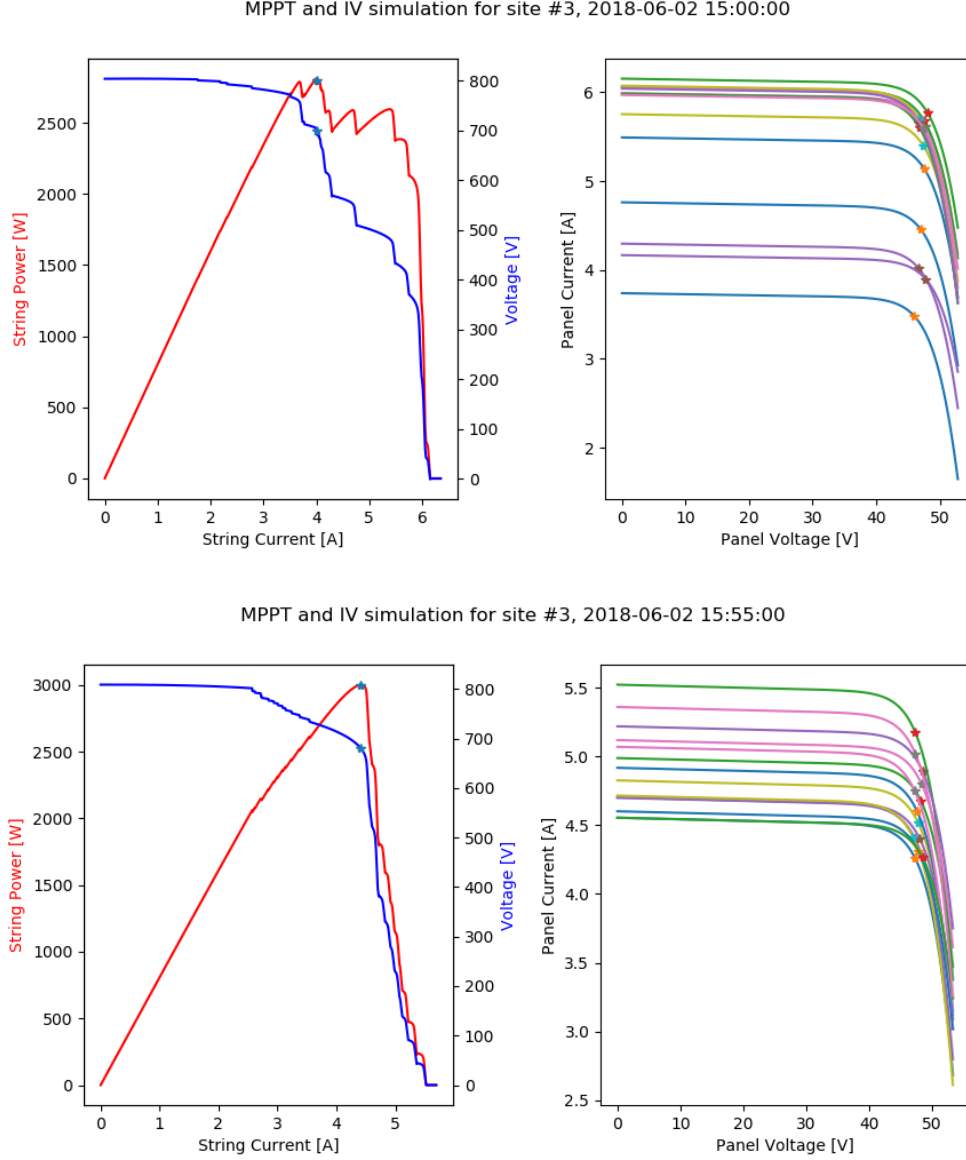 MPPT and IV simulation for site #3, 2018-06-02 15:00:00
String Power [W]
2500
2000
1500
1000
500
0
0 1 2 3 4 5 6
String Current [A]
800
700
600
500
400
300
200
100
0
Voltage [V]
Panel Current [A]
6
5
4
3
2
0 10 20 30 40 50
Panel Voltage [V]
MPPT and IV simulation for site #3, 2018-06-02 15:55:00
String Power [W]
3000
2500
2000
1500
1000
500
0
0 1 2 3 4 5
String Current [A]
800
700
600
500
400
300
200
100
0
Voltage [V]
Panel Current [A]
5.5
5.0
4.5
4.0
3.5
3.0
2.5
0 10 20 30 40 50
Panel Voltage [V]